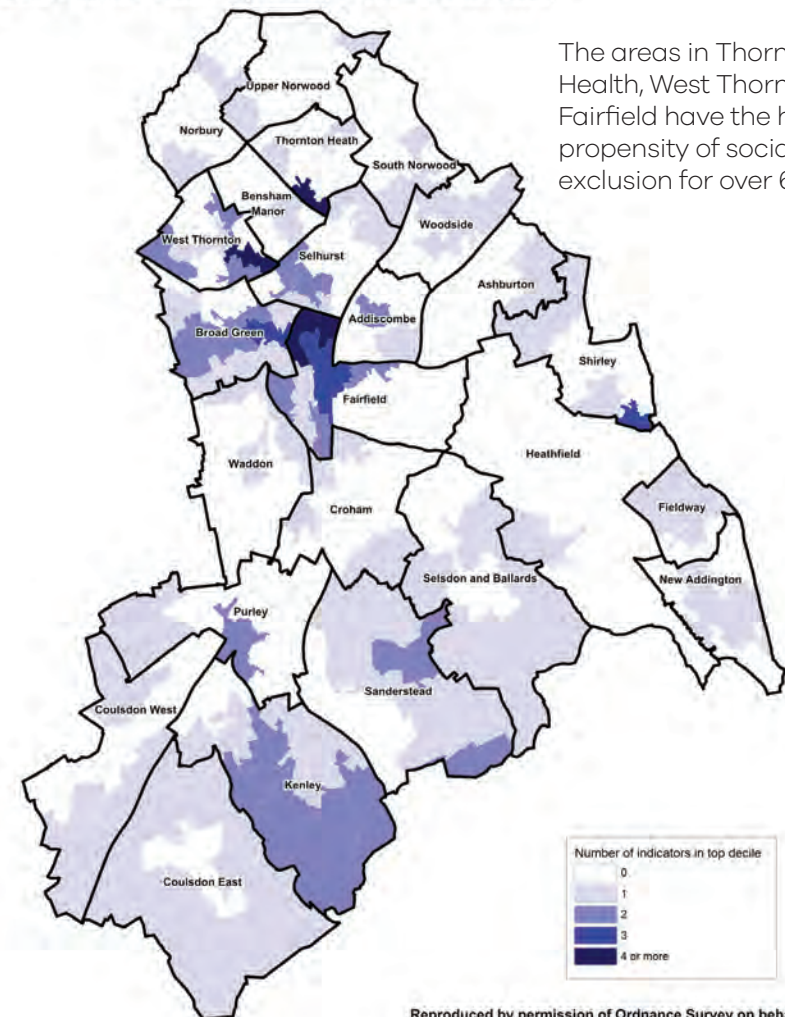 The areas in Thorn
Health, West Thorn
Fairfield have the h
propensity of socia
exclusion for over 6
Upper Norwood
Norbury
Thornton Heath
South Norwood
Bensham
Manor
Woodside
West Thornton
Selhurst
Ashburton
Addiscombe
Broad Green
Shirley
Fairfield
Heathfield
Waddon
Croham
Fieldway
Selsdon and Ballards
New Addington
Purley
Sanderstead
Coulsdon West
Kenley
Coulsdon East
Number of indicators in top decile
0
1
2
3
4 or more
Reproduced by permission of Ordnance Survey on beh